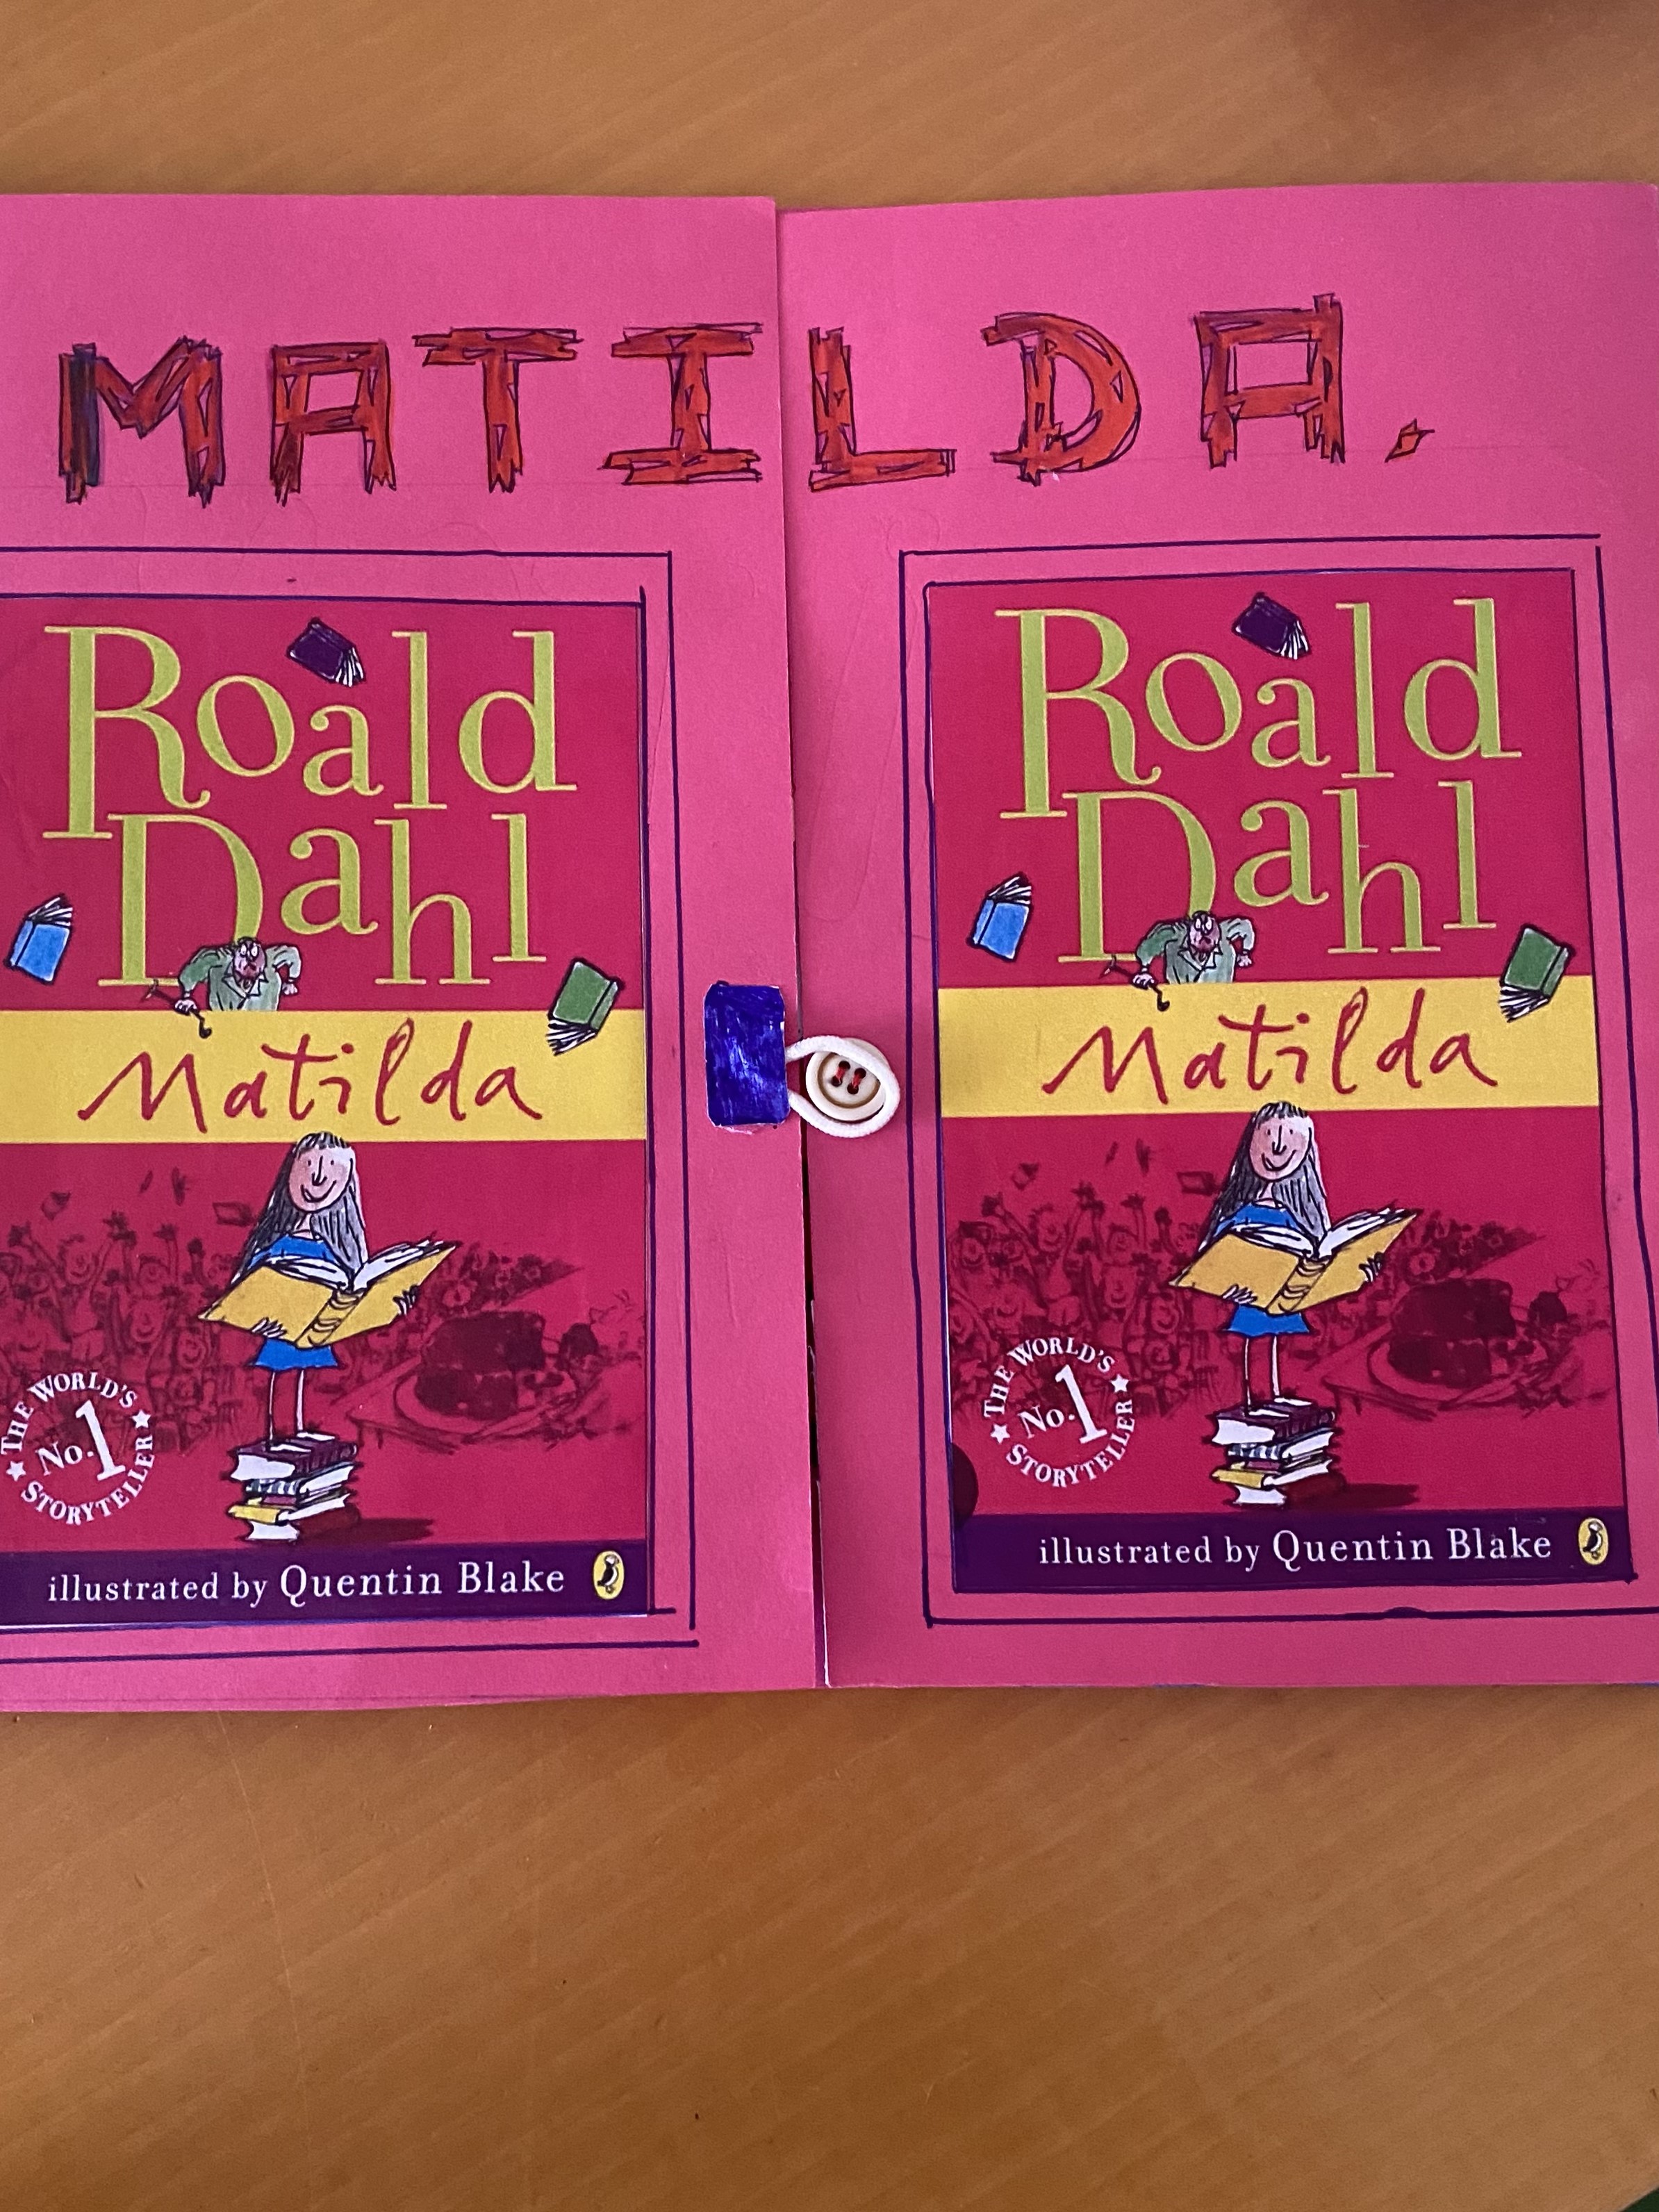 MATILDA.
Roald
Dahl
Matilda
THE WORLD'S
No.1
STORYTELLER
illustrated by Quentin Blake
Roald
Dahl
Matilda
THE WORLD'S
No.1
STORYTELLER
illustrated by Quentin Blake